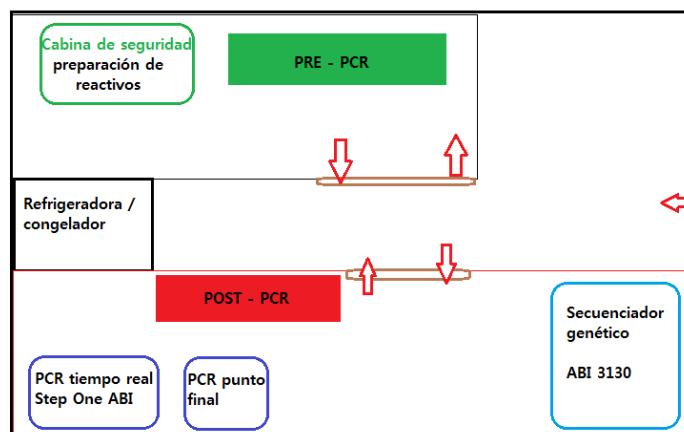 Cabina de seguridad
preparación de
reactivos
PRE - PCR
Refrigeradora /
congelador
POST - PCR
Secuenciador
genético
ABI 3130
PCR tiempo real
Step One ABI
PCR punto
final